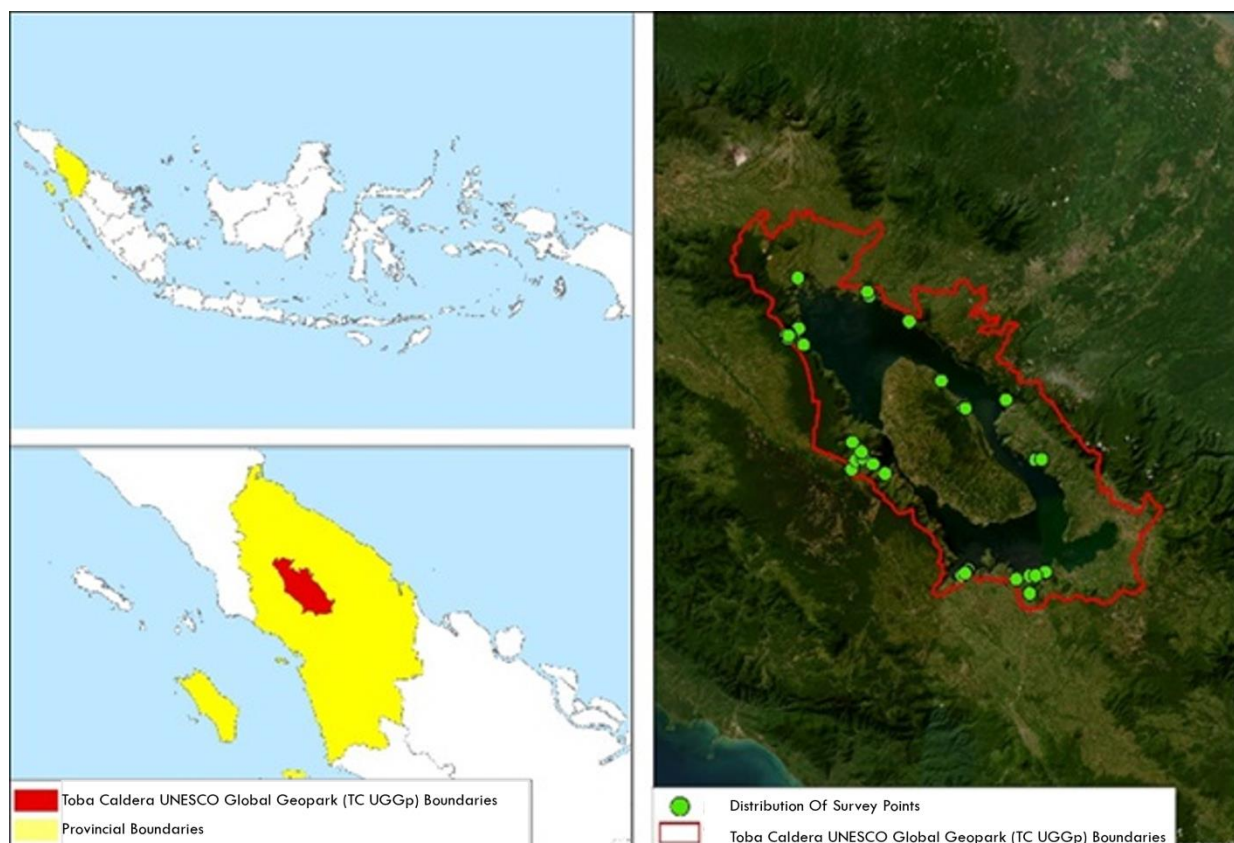 Toba Caldera UNESCO Global Geopark (TC UGGp) Boundaries
Provincial Boundaries
Distribution Of Survey Points
Toba Caldera UNESCO Global Geopark (TC UGGp) Boundaries